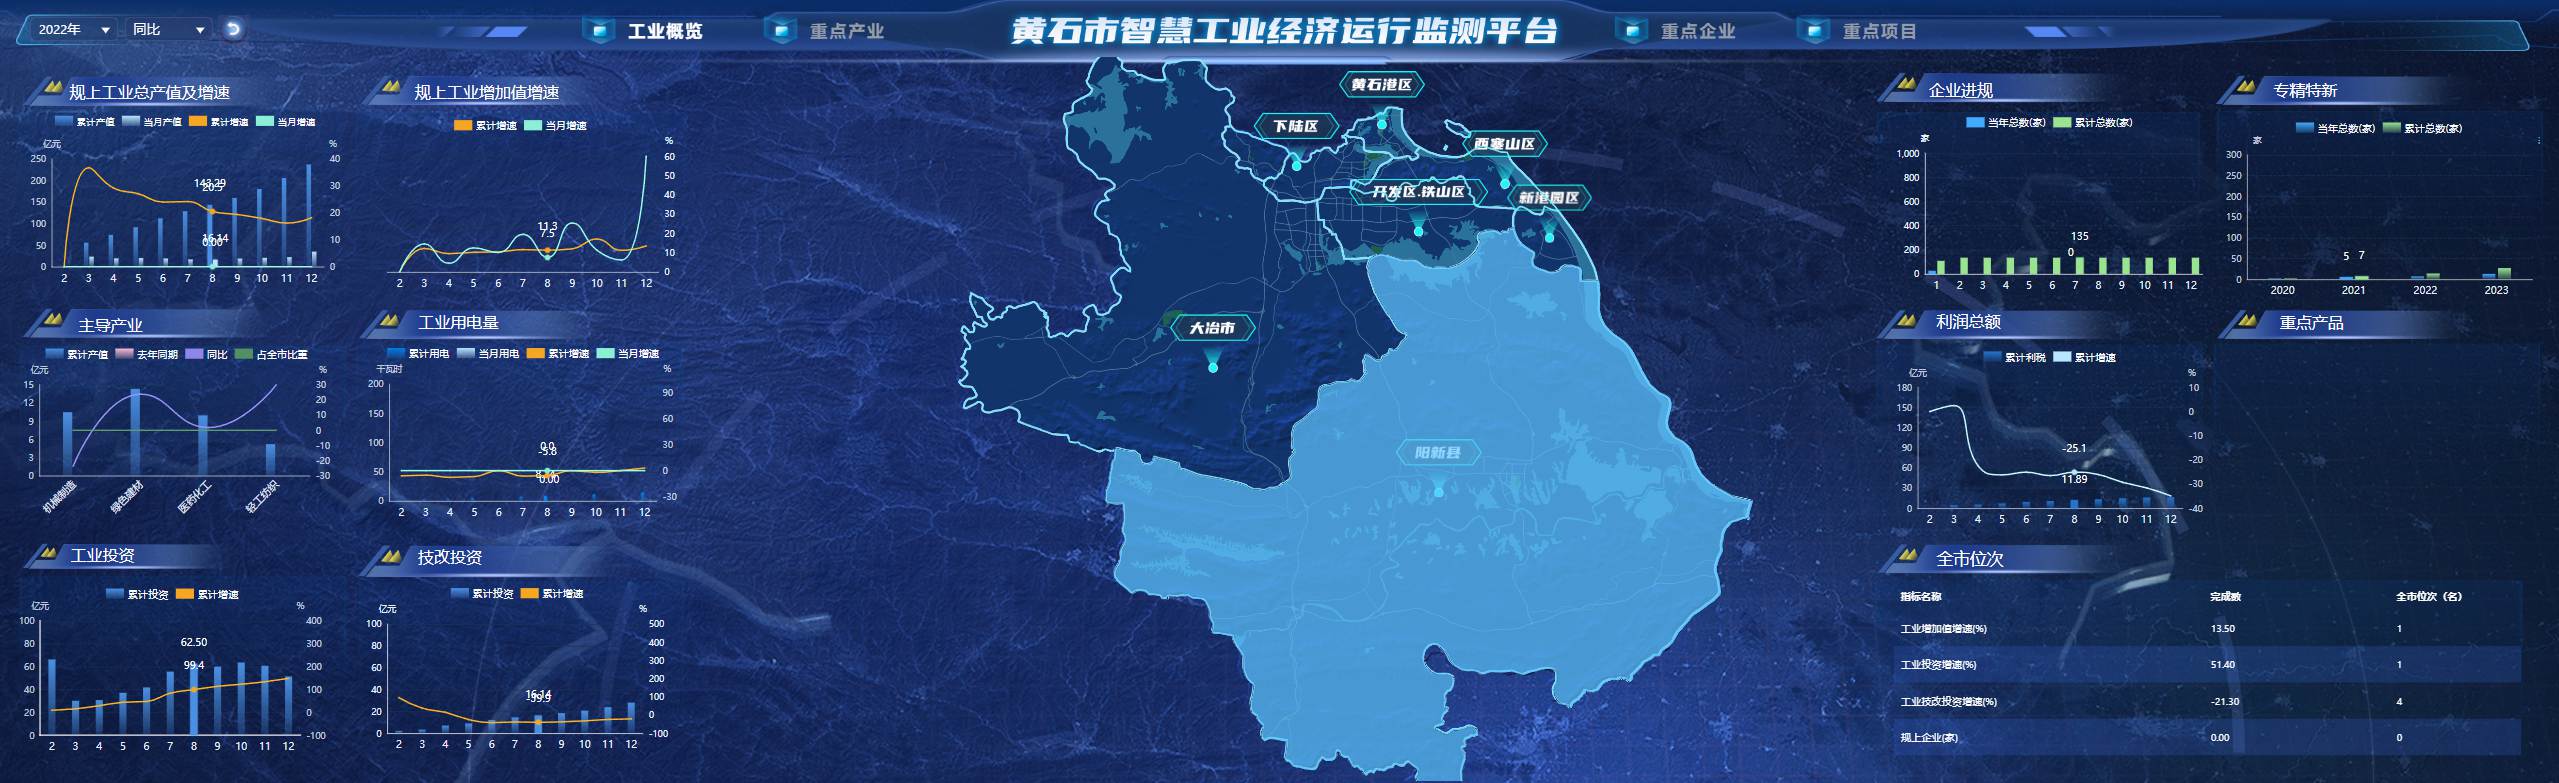 2022年 同比 工业概览 重点产业 黄石市智慧工业经济运行监测平台 重点企业 重点项目
规上工业总产值及增速
累计产值 当月产值 累计增速 当月增速
亿元 %
250 200 150 100 50 0
40 30 20 10 0
143.29
20.5
16.14
0.00
2 3 4 5 6 7 8 9 10 11 12
规上工业增加值增速
累计增速 当月增速
%
60 50 40 30 20 10 0
11.3
7.5
2 3 4 5 6 7 8 9 10 11 12
主导产业
累计产值 去年同期 同比 占全市比重
亿元 %
15 12 9 6 3 0
30 20 10 0 -10 -20 -30
机械制造 绿色建材 医药化工 轻工纺织
工业用电量
累计用电 当月用电 累计增速 当月增速
千瓦时 %
200 150 100 50 0
90 60 30 0 -30
0.0
-5.8
0.00
2 3 4 5 6 7 8 9 10 11 12
工业投资
累计投资 累计增速
亿元 %
100 80 60 40 20 0
400 300 200 100 0 -100
62.50
99.4
2 3 4 5 6 7 8 9 10 11 12
技改投资
累计投资 累计增速
亿元 %
100 80 60 40 20 0
500 400 300 200 100 0 -100
16.14
-39.9
2 3 4 5 6 7 8 9 10 11 12
黄石港区
下陆区
西塞山区
开发区.铁山区
新港园区
大冶市
阳新县
企业进规
当年总数(家) 累计总数(家)
家
1,000 800 600 400 200 0
135
0
1 2 3 4 5 6 7 8 9 10 11 12
专精特新
当年总数(家) 累计总数(家)
家
300 200 150 100 50 0
5 7
2020 2021 2022 2023
利润总额
累计利税 累计增速
亿元 %
180 150 120 90 60 30 0
10 0 -10 -20 -30 -40
-25.1
11.89
2 3 4 5 6 7 8 9 10 11 12
重点产品
全市位次
指标名称 完成数 全市位次（名）
工业增加值增速(%) 13.50 1
工业投资增速(%) 51.40 1
工业技改投资增速(%) -21.30 4
规上企业(家) 0.00 0